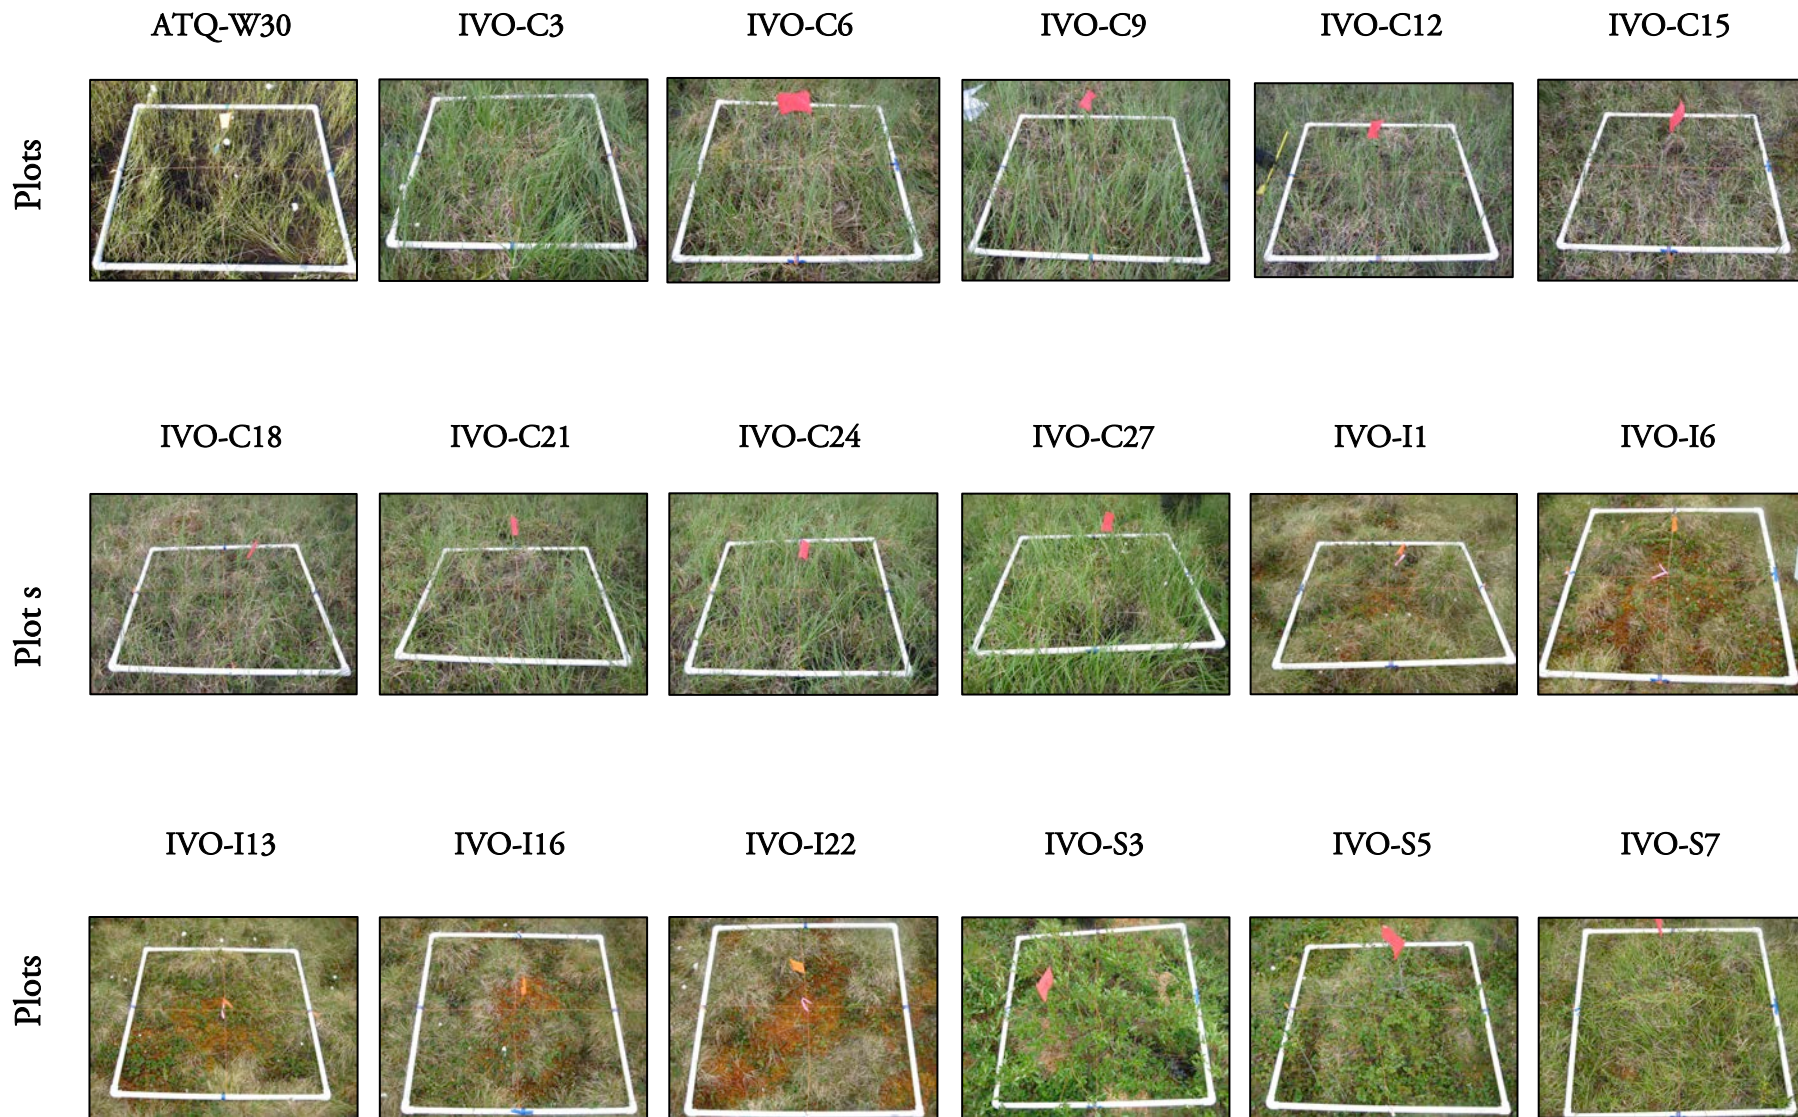 ATQ-W30 IVO-C3 IVO-C6 IVO-C9 IVO-C12 IVO-C15
Plots
IVO-C18 IVO-C21 IVO-C24 IVO-C27 IVO-I1 IVO-I6
Plot s
IVO-I13 IVO-I16 IVO-I22 IVO-S3 IVO-S5 IVO-S7
Plots